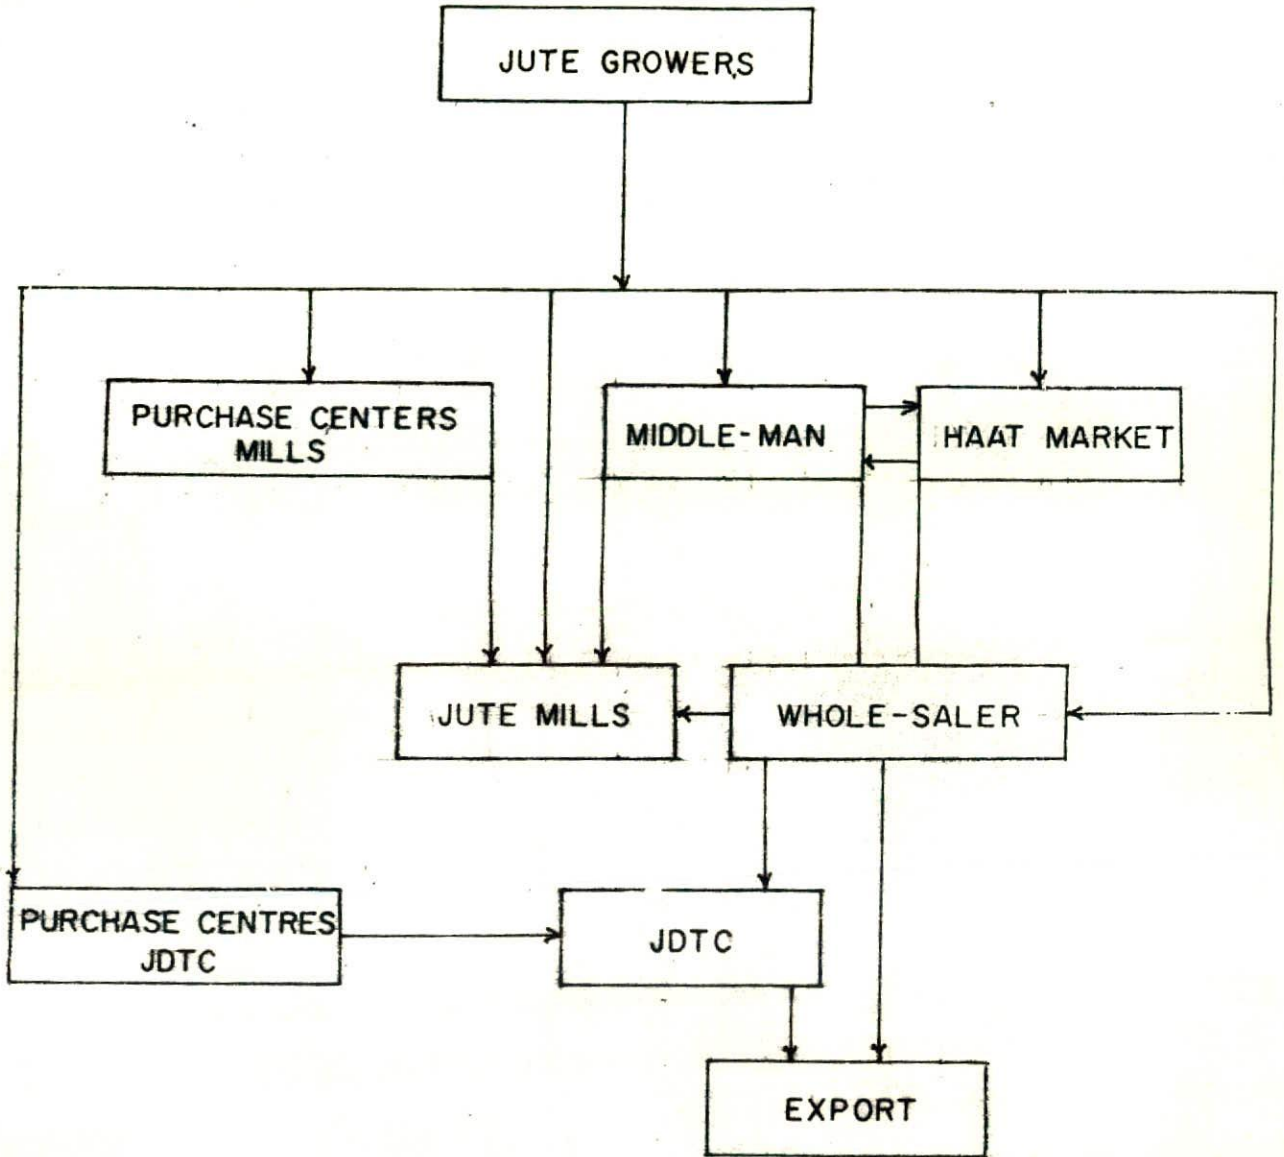 JUTE GROWERS
PURCHASE CENTERS
MILLS
MIDDLE-MAN
HAAT MARKET
JUTE MILLS
WHOLE-SALER
PURCHASE CENTRES
JDTC
JDTC
EXPORT